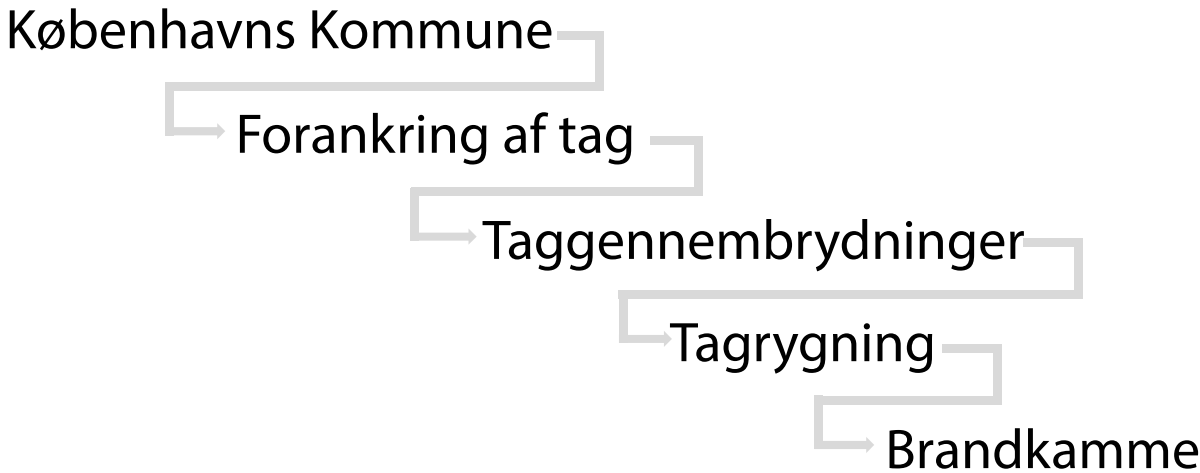 Københavns Kommune
Forankring af tag
Taggennembrydninger
Tagrygning
Brandkamme